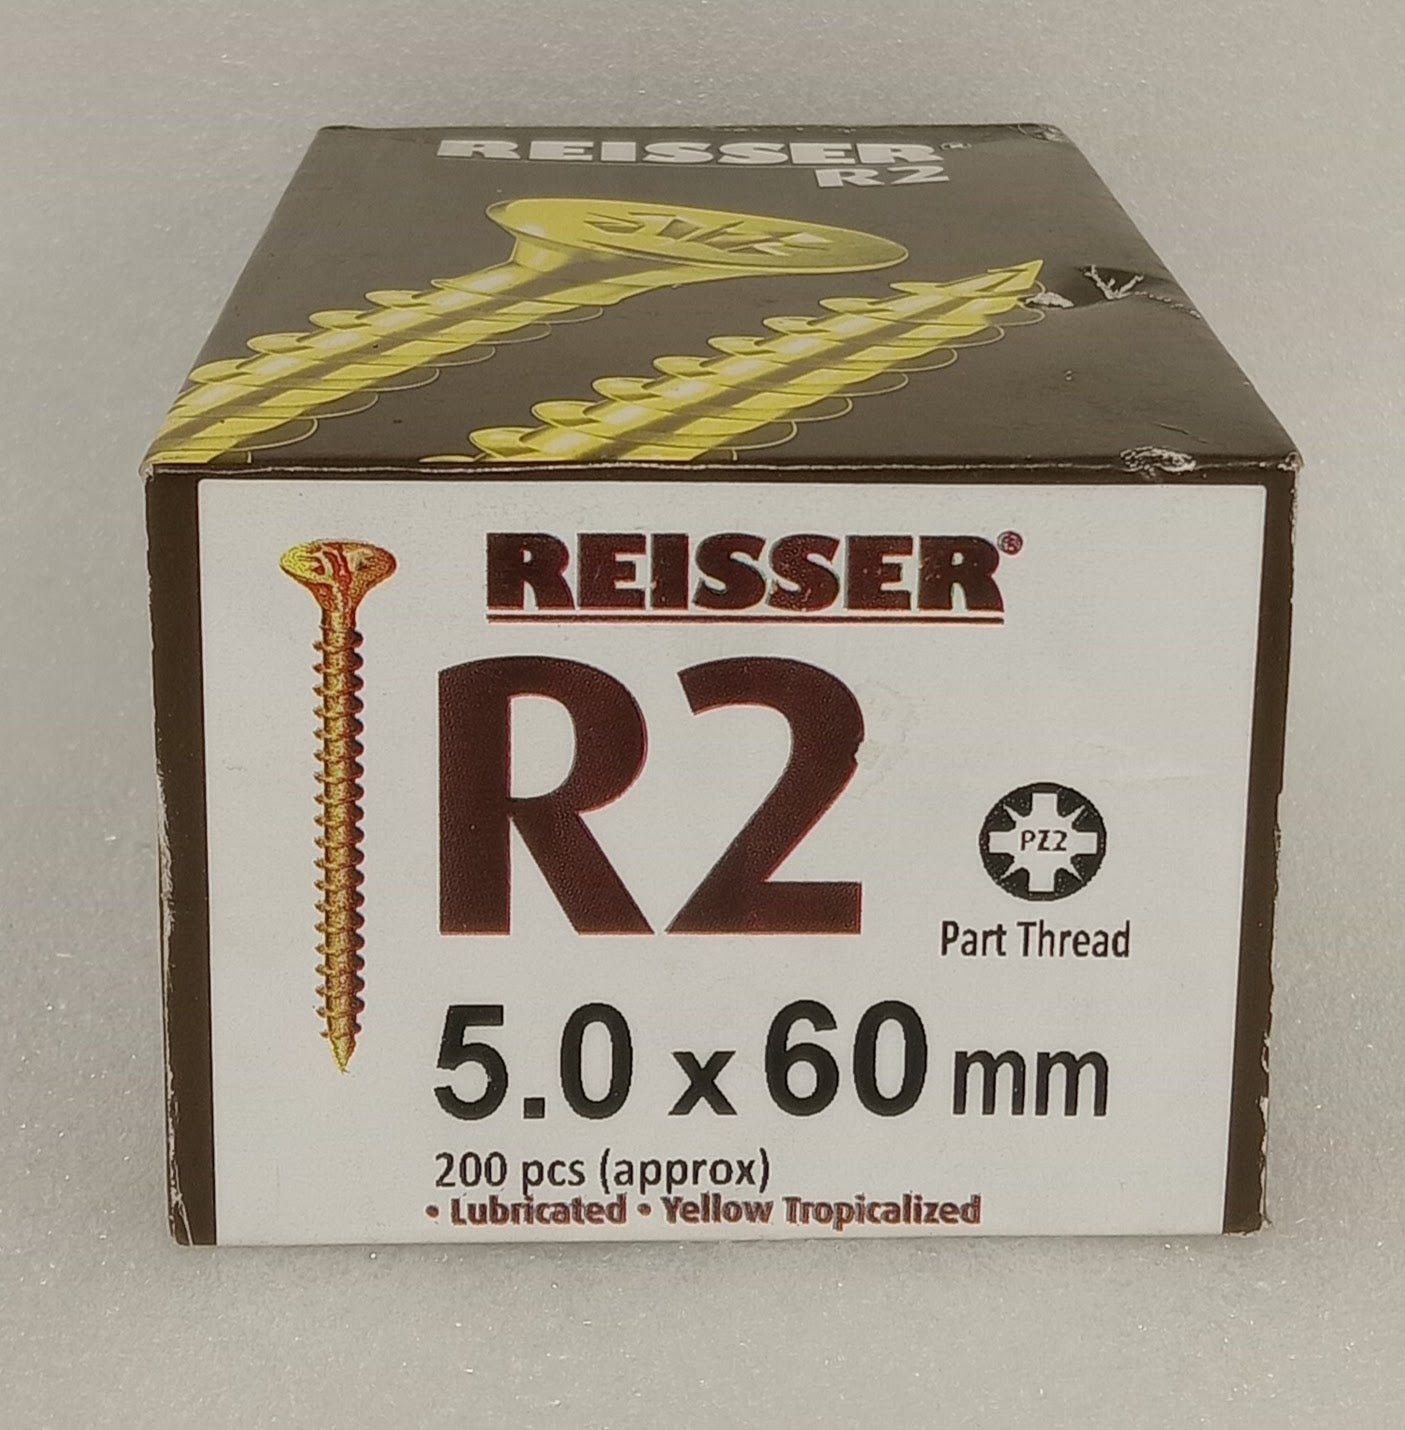 REISSER
R2
REISSER®
R2
PZ2
Part Thread
5.0 x 60 mm
200 pcs (approx)
• Lubricated • Yellow Tropicalized